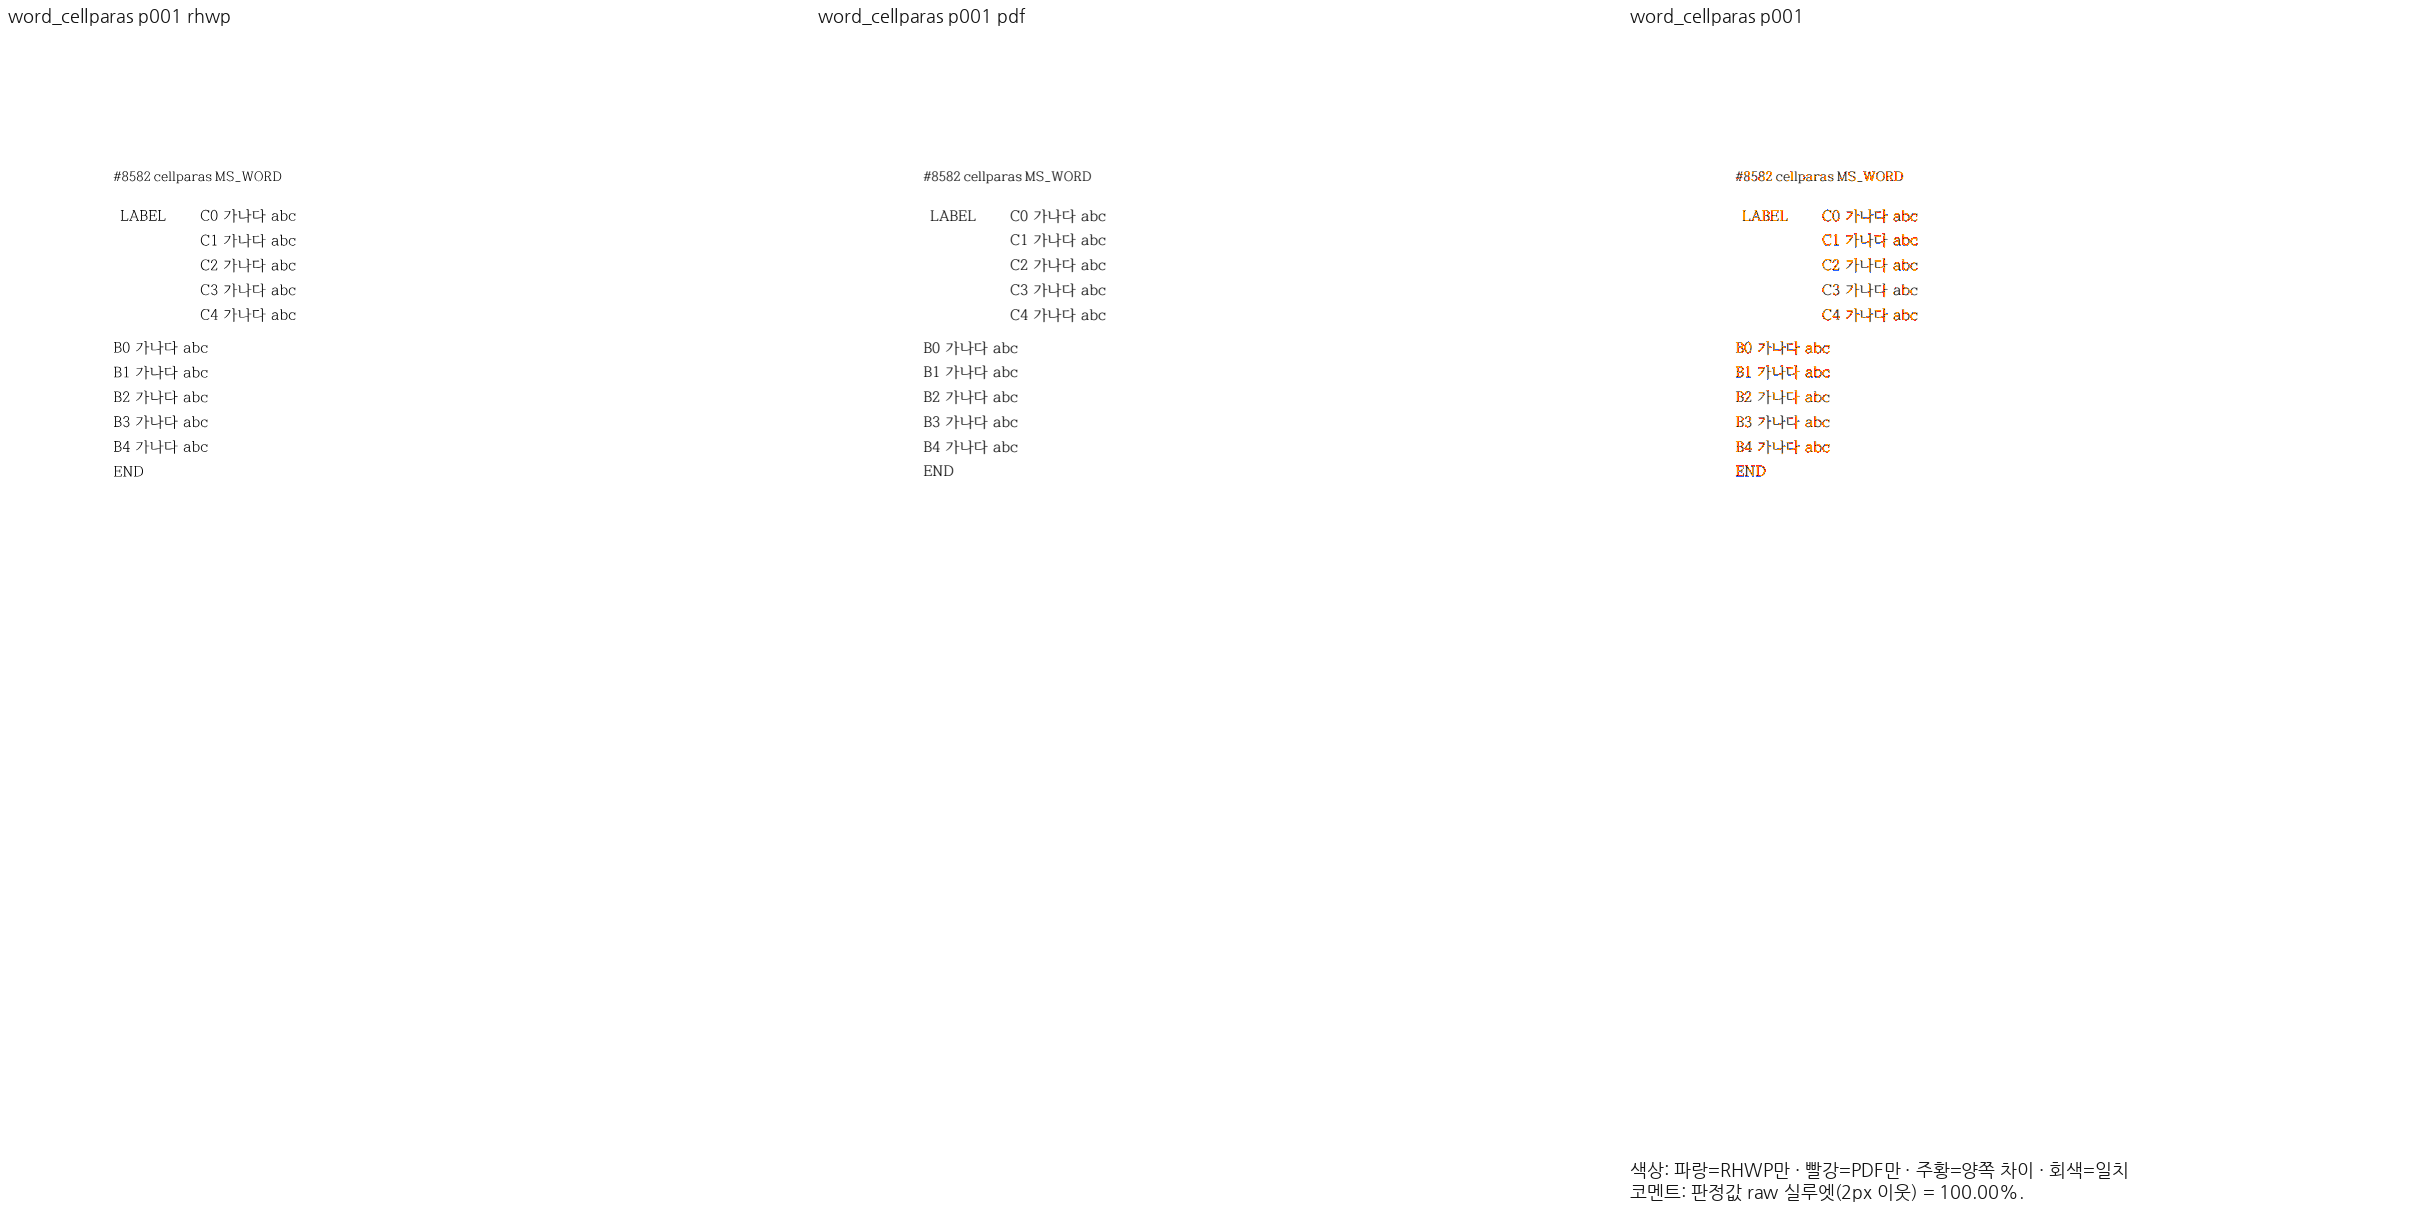 word_cellparas p001 rhwp
#8582 cellparas MS_WORD
LABEL C0 가나다 abc
C1 가나다 abc
C2 가나다 abc
C3 가나다 abc
C4 가나다 abc
B0 가나다 abc
B1 가나다 abc
B2 가나다 abc
B3 가나다 abc
B4 가나다 abc
END
word_cellparas p001 pdf
#8582 cellparas MS_WORD
LABEL C0 가나다 abc
C1 가나다 abc
C2 가나다 abc
C3 가나다 abc
C4 가나다 abc
B0 가나다 abc
B1 가나다 abc
B2 가나다 abc
B3 가나다 abc
B4 가나다 abc
END
word_cellparas p001
#8582 cellparas MS_WORD
LABEL C0 가나다 abc
C1 가나다 abc
C2 가나다 abc
C3 가나다 abc
C4 가나다 abc
B0 가나다 abc
B1 가나다 abc
B2 가나다 abc
B3 가나다 abc
B4 가나다 abc
END
색상: 파랑=RHWP만 · 빨강=PDF만 · 주황=양쪽 차이 · 회색=일치
코멘트: 판정값 raw 실루엣(2px 이웃) = 100.00%.